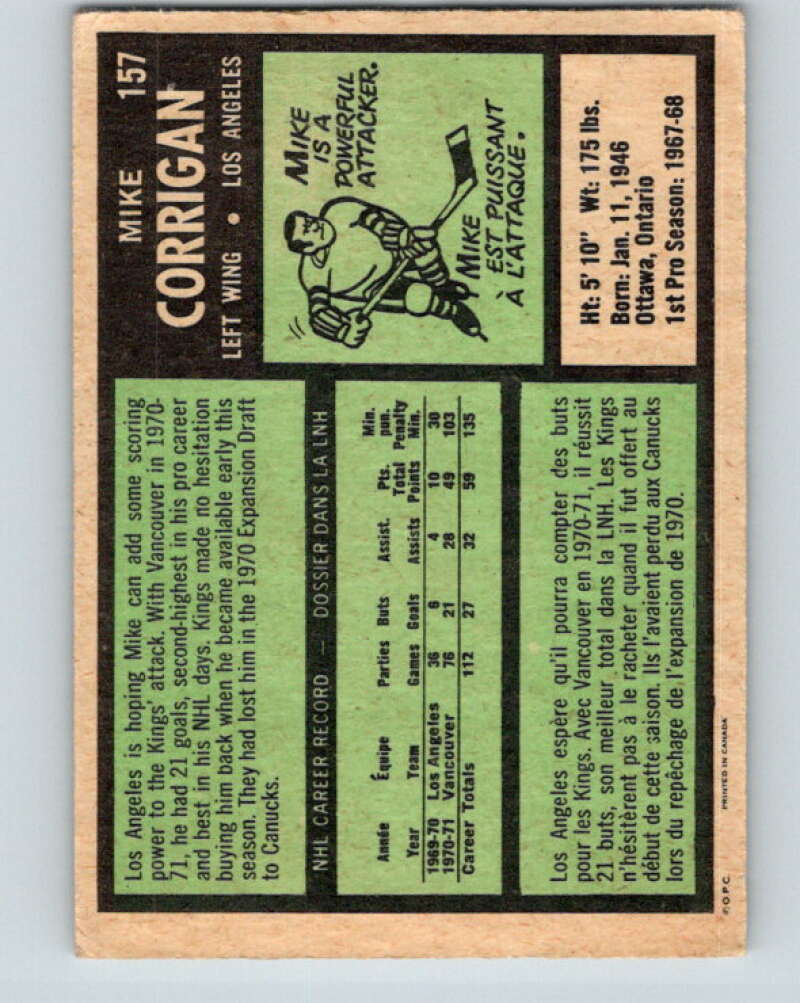 MIKE 157
CORRIGAN
LEFT WING • LOS ANGELES
Los Angeles is hoping Mike can add some scoring
power to the Kings' attack. With Vancouver in 1970-
71, he had 21 goals, second-highest in his pro career
and best in his NHL days. Kings made no hesitation
buying him back when he became available early this
season. They had lost him in the 1970 Expansion Draft
to Canucks.
MIKE
IS A
POWERFUL
ATTACKER.
MIKE
EST PUISSANT
À L'ATTAQUE.
NHL CAREER RECORD — DOSSIER DANS LA LNH
Min.
Pts. pun.
Année Équipe Parties Buts Assist. Total Penalty
Year Team Games Goals Assists Points Min.
1969-70 Los Angeles 36 6 4 10 30
1970-71 Vancouver 76 21 28 49 103
Career Totals 112 27 32 59 135
Ht: 5' 10" Wt: 175 lbs.
Born: Jan. 11, 1946
Ottawa, Ontario
1st Pro Season: 1967-68
Los Angeles espère qu'il pourra compter des buts
pour les Kings. Avec Vancouver en 1970-71, il réussit
21 buts, son meilleur total dans la LNH. Les Kings
n'hésitèrent pas à le racheter quand il fut offert au
début de cette saison. Ils l'avaient perdu aux Canucks
lors du repêchage de l'expansion de 1970.
© O.P.C. PRINTED IN CANADA